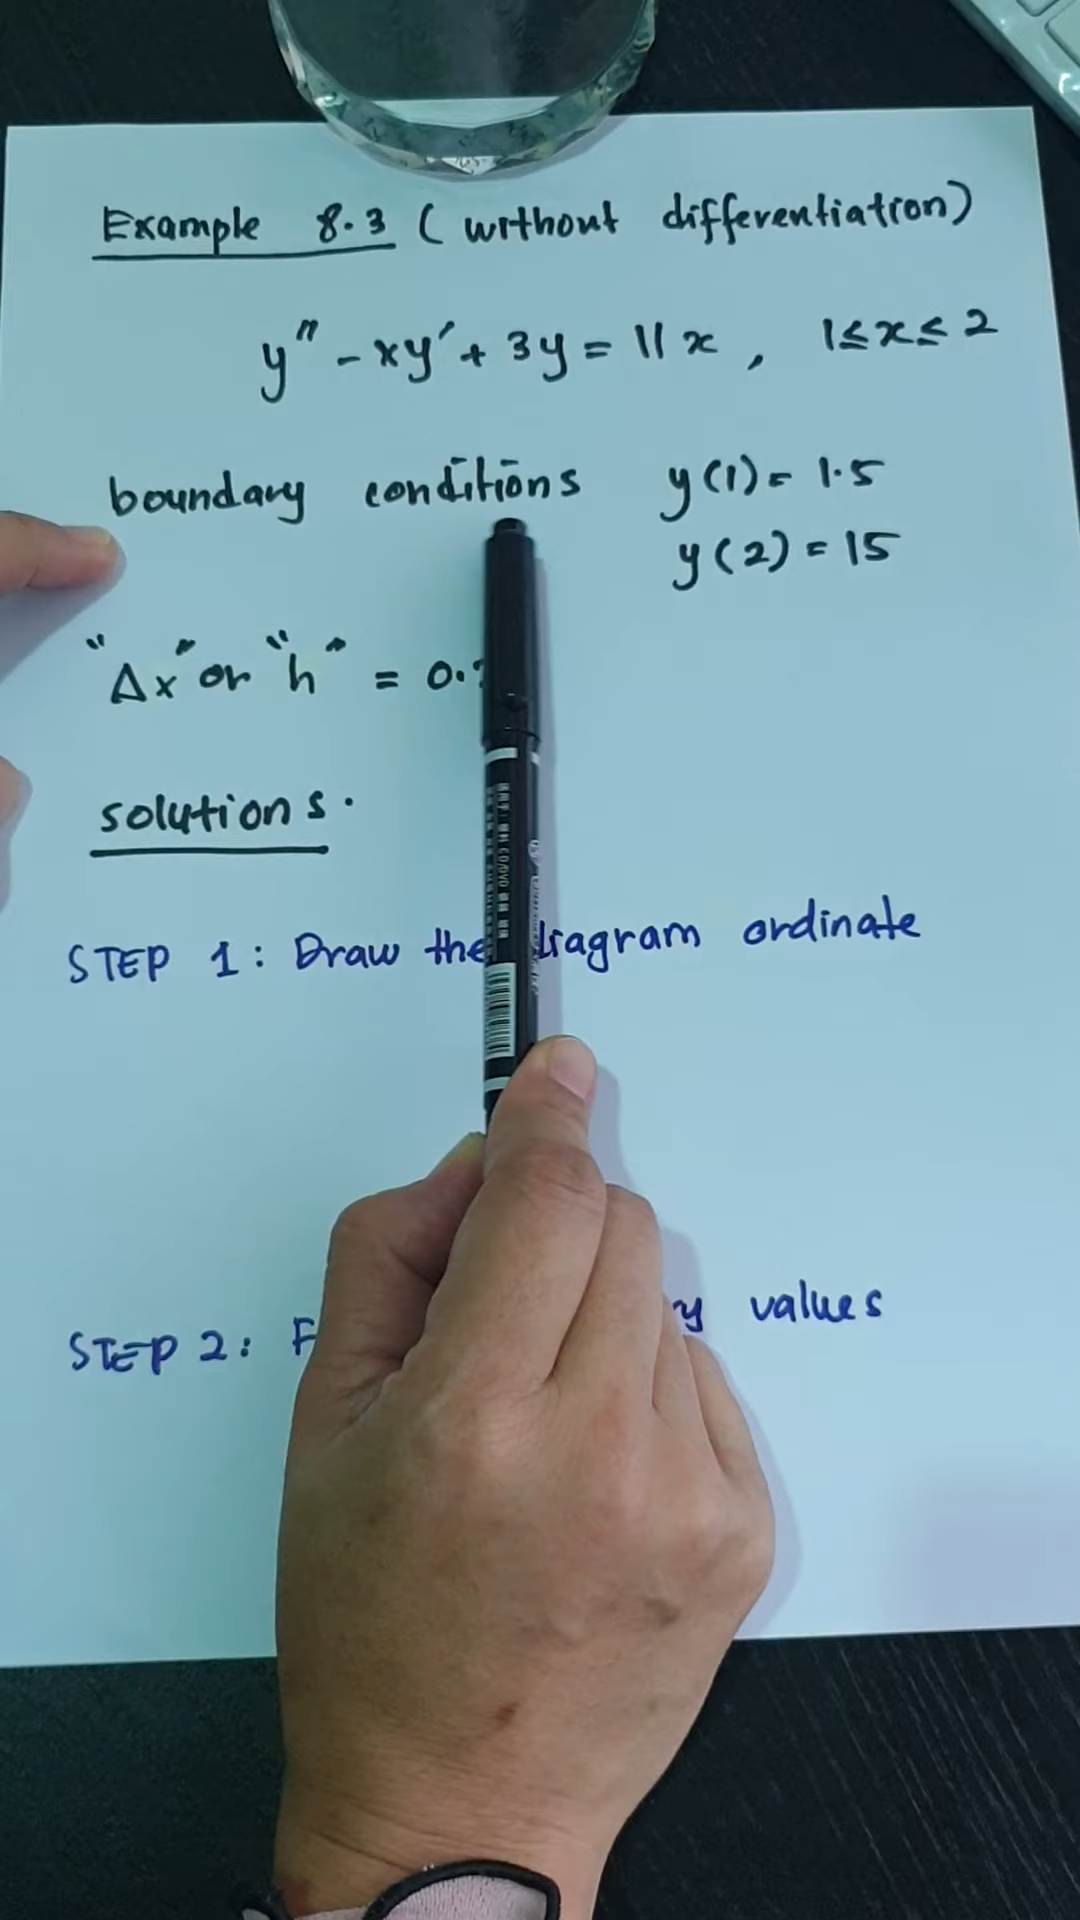 Example 8.3 (without differentiation)
y" - xy' + 3y = 11x , 1≤x≤2
boundary conditions y(1) = 1.5
y(2) = 15
"Δx" or "h" = 0.
solutions.
STEP 1: Draw the diagram ordinate
STEP 2: values